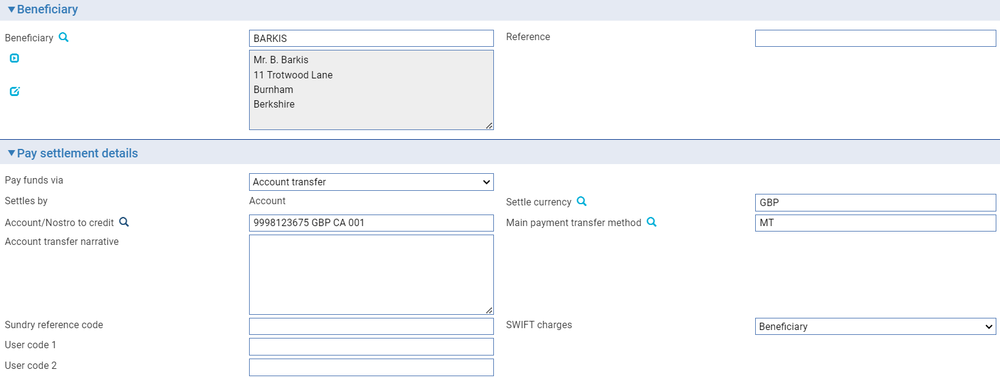 Beneficiary
Beneficiary BARKIS Reference
Mr. B. Barkis
11 Trotwood Lane
Burnham
Berkshire
Pay settlement details
Pay funds via Account transfer
Settles by Account Settle currency GBP
Account/Nostro to credit 9998123675 GBP CA 001 Main payment transfer method MT
Account transfer narrative
Sundry reference code SWIFT charges Beneficiary
User code 1
User code 2